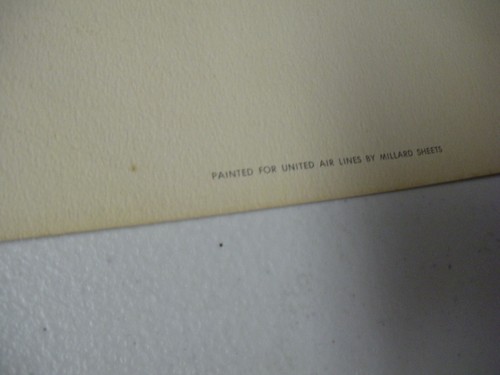 PAINTED FOR UNITED AIR LINES BY MILLARD SHEETS